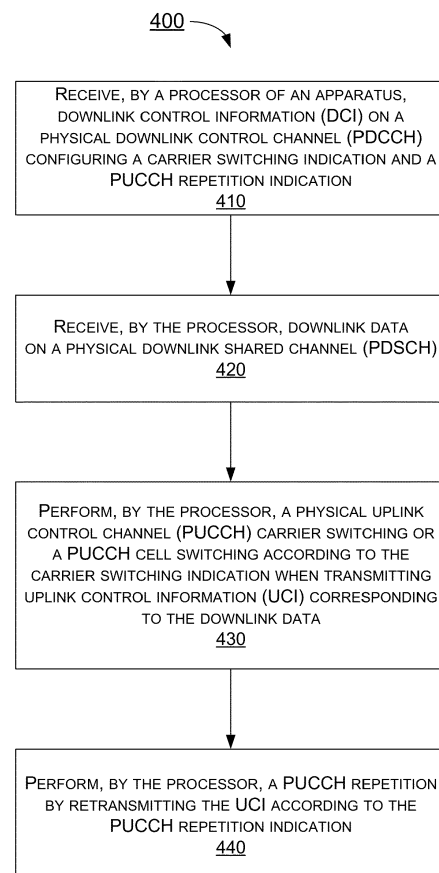 400
RECEIVE, BY A PROCESSOR OF AN APPARATUS,
DOWNLINK CONTROL INFORMATION (DCI) ON A
PHYSICAL DOWNLINK CONTROL CHANNEL (PDCCH)
CONFIGURING A CARRIER SWITCHING INDICATION AND A
PUCCH REPETITION INDICATION
410
RECEIVE, BY THE PROCESSOR, DOWNLINK DATA
ON A PHYSICAL DOWNLINK SHARED CHANNEL (PDSCH)
420
PERFORM, BY THE PROCESSOR, A PHYSICAL UPLINK
CONTROL CHANNEL (PUCCH) CARRIER SWITCHING OR
A PUCCH CELL SWITCHING ACCORDING TO THE
CARRIER SWITCHING INDICATION WHEN TRANSMITTING
UPLINK CONTROL INFORMATION (UCI) CORRESPONDING
TO THE DOWNLINK DATA
430
PERFORM, BY THE PROCESSOR, A PUCCH REPETITION
BY RETRANSMITTING THE UCI ACCORDING TO THE
PUCCH REPETITION INDICATION
440